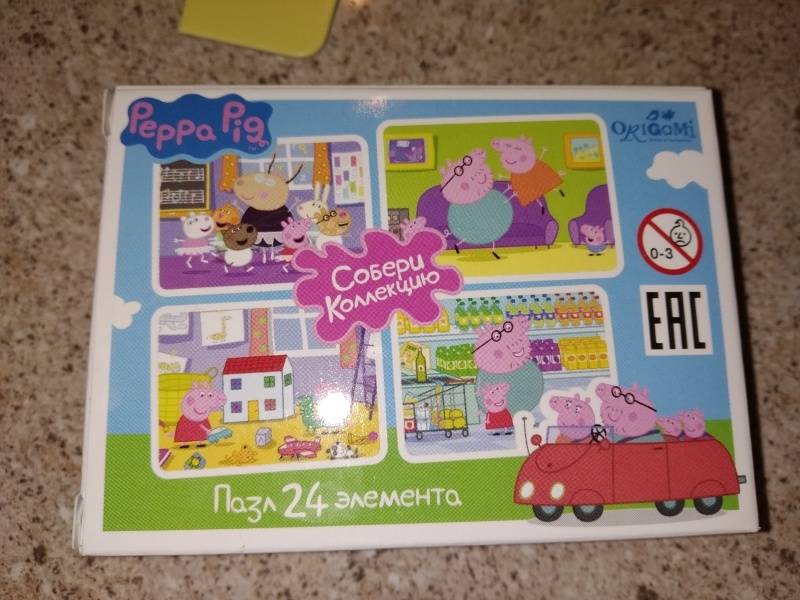 Peppa Pig
ORIGAMI
Собери
Коллекцию
0-3
EAC
Пазл 24 элемента